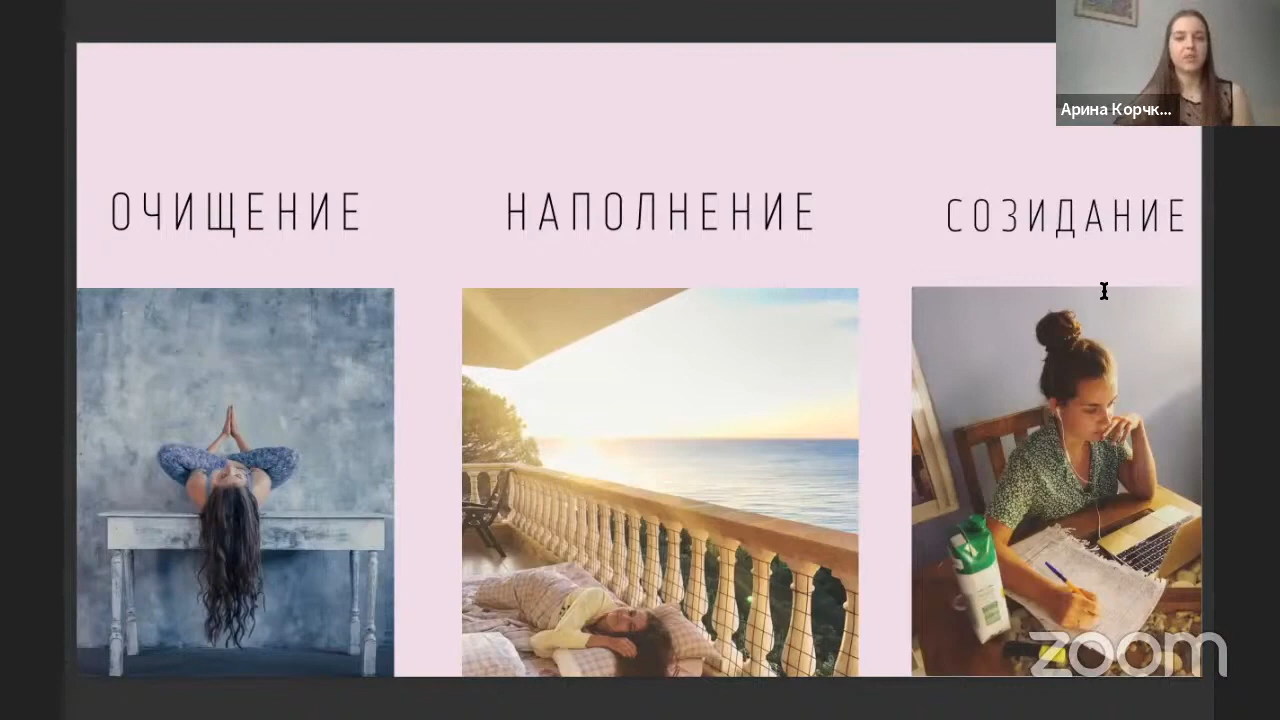 Арина Корчк...
ОЧИЩЕНИЕ
НАПОЛНЕНИЕ
СОЗИДАНИЕ
zoom